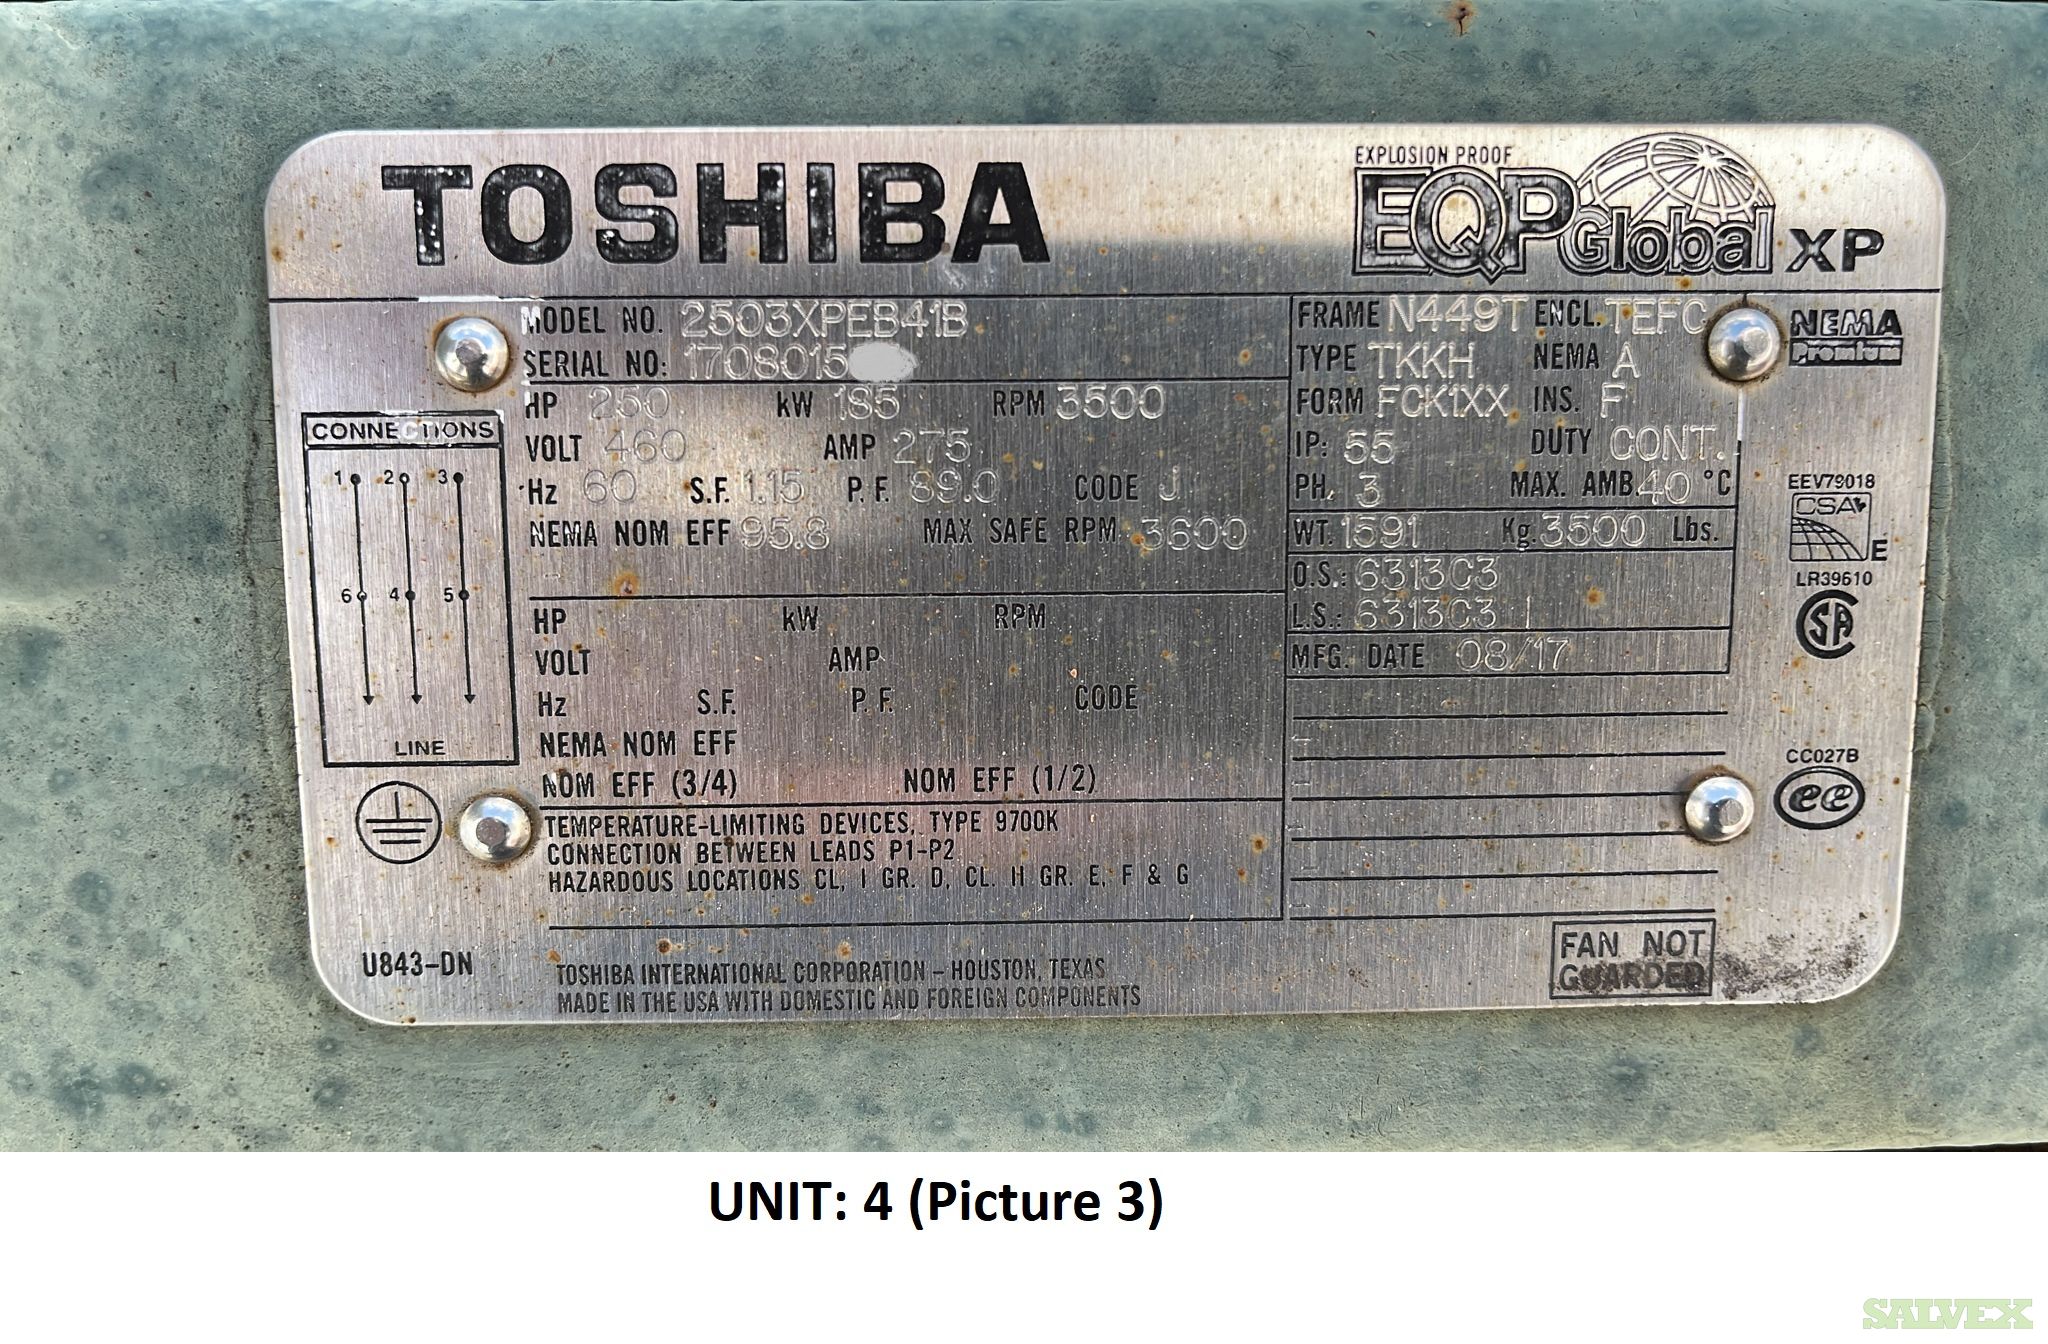 TOSHIBA
EXPLOSION PROOF
EQP Global XP
MODEL NO. 2503XPEB41B
SERIAL NO: 1708015
HP 250 kW 185 RPM 3500
VOLT 460 AMP 275
Hz 60 S.F. 1.15 P.F. 89.0 CODE J
NEMA NOM EFF 95.8 MAX SAFE RPM 3600
HP kW RPM
VOLT AMP
Hz S.F. P.F. CODE
NEMA NOM EFF
NOM EFF (3/4) NOM EFF (1/2)
TEMPERATURE-LIMITING DEVICES, TYPE 9700K
CONNECTION BETWEEN LEADS P1-P2
HAZARDOUS LOCATIONS CL, I GR. D, CL. II GR. E, F & G
FRAME N449T ENCL. TEFC
TYPE TKKH NEMA A
FORM FCK1XX INS. F
IP: 55 DUTY CONT.
PH. 3 MAX. AMB. 40 °C
WT. 1591 Kg. 3500 Lbs.
O.S.: 6313C3
L.S.: 6313C3
MFG. DATE 08/17
NEMA
Premium
EEV79018
CSA
E
LR39610
SA
CC027B
ee
CONNECTIONS
1 2 3
6 4 5
LINE
U843-DN
TOSHIBA INTERNATIONAL CORPORATION - HOUSTON, TEXAS
MADE IN THE USA WITH DOMESTIC AND FOREIGN COMPONENTS
FAN NOT
GUARDED
UNIT: 4 (Picture 3)
SALVEX